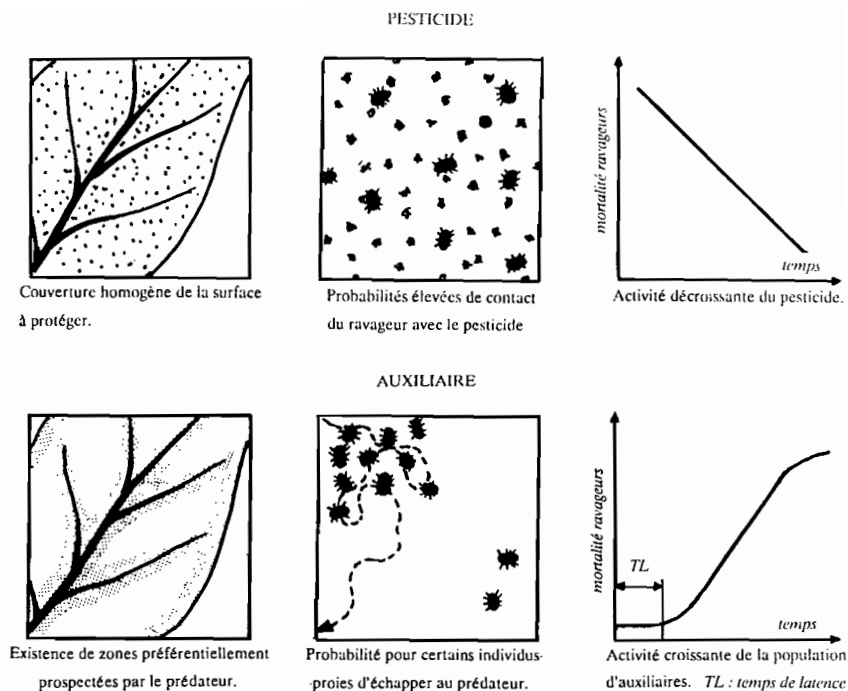 PESTICIDE
mortalité ravageurs
temps
Couverture homogène de la surface
à protéger.
Probabilités élevées de contact
du ravageur avec le pesticide
Activité décroissante du pesticide.
AUXILIAIRE
mortalité ravageurs
TL
temps
Existence de zones préférentiellement
prospectées par le prédateur.
Probabilité pour certains individus-
-proies d'échapper au prédateur.
Activité croissante de la population
d'auxiliaires. TL : temps de latence